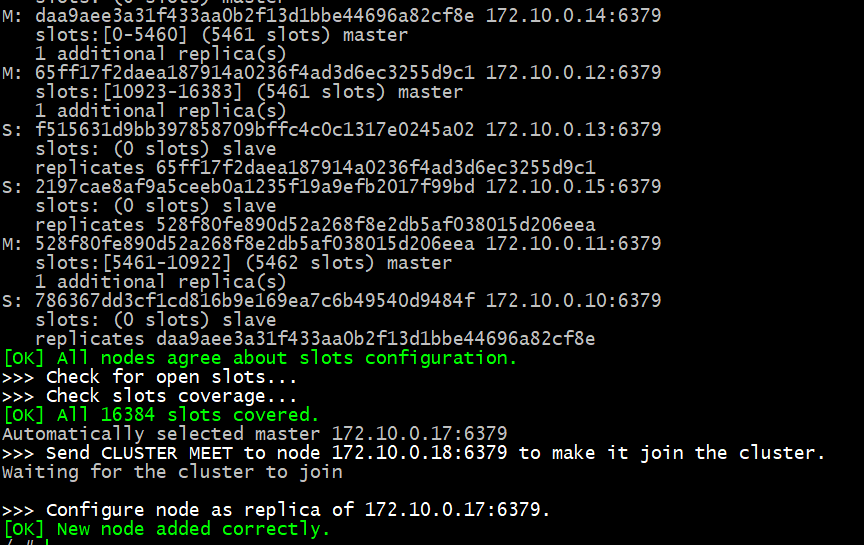 slots: (0 slots) slave
M: daa9aee3a31f433aa0b2f13d1bbe44696a82cf8e 172.10.0.14:6379
slots:[0-5460] (5461 slots) master
1 additional replica(s)
M: 65ff17f2daea187914a0236f4ad3d6ec3255d9c1 172.10.0.12:6379
slots:[10923-16383] (5461 slots) master
1 additional replica(s)
S: f515631d9bb397858709bffc4c0c1317e0245a02 172.10.0.13:6379
slots: (0 slots) slave
replicates 65ff17f2daea187914a0236f4ad3d6ec3255d9c1
S: 2197cae8af9a5ceeb0a1235f19a9efb2017f99bd 172.10.0.15:6379
slots: (0 slots) slave
replicates 528f80fe890d52a268f8e2db5af038015d206eea
M: 528f80fe890d52a268f8e2db5af038015d206eea 172.10.0.11:6379
slots:[5461-10922] (5462 slots) master
1 additional replica(s)
S: 786367dd3cf1cd816b9e169ea7c6b49540d9484f 172.10.0.10:6379
slots: (0 slots) slave
replicates daa9aee3a31f433aa0b2f13d1bbe44696a82cf8e
[OK] All nodes agree about slots configuration.
>>> Check for open slots...
>>> Check slots coverage...
[OK] All 16384 slots covered.
Automatically selected master 172.10.0.17:6379
>>> Send CLUSTER MEET to node 172.10.0.18:6379 to make it join the cluster.
Waiting for the cluster to join
>>> Configure node as replica of 172.10.0.17:6379.
[OK] New node added correctly.
/ #